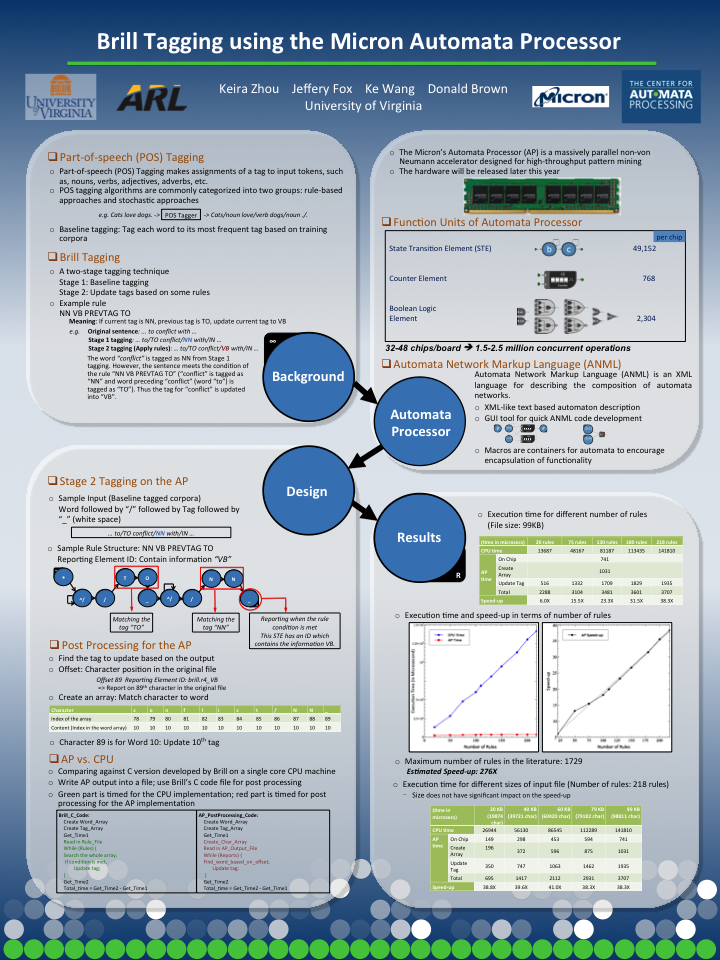 Brill Tagging using the Micron Automata Processor
UNIVERSITY of VIRGINIA
ARL
Keira Zhou Jeffery Fox Ke Wang Donald Brown
University of Virginia
Micron
THE CENTER FOR
AUTOMATA
PROCESSING
Part-of-speech (POS) Tagging
Part-of-speech (POS) Tagging makes assignments of a tag to input tokens, such
as, nouns, verbs, adjectives, adverbs, etc.
POS tagging algorithms are commonly categorized into two groups: rule-based
approaches and stochastic approaches
e.g. Cats love dogs. -> POS Tagger -> Cats/noun love/verb dogs/noun ./.
Baseline tagging: Tag each word to its most frequent tag based on training
corpora
Brill Tagging
A two-stage tagging technique
Stage 1: Baseline tagging
Stage 2: Update tags based on some rules
Example rule
NN VB PREVTAG TO
Meaning: If current tag is NN, previous tag is TO, update current tag to VB
e.g. Original sentence: ... to conflict with ...
Stage 1 tagging: ... to/TO conflict/NN with/IN ...
Stage 2 tagging (Apply rules): ... to/TO conflict/VB with/IN ...
The word "conflict" is tagged as NN from Stage 1
tagging. However, the sentence meets the condition of
the rule "NN VB PREVTAG TO" ("conflict" is tagged as
"NN" and word preceding "conflict" (word "to") is
tagged as "TO"). Thus the tag for "conflict" is updated
into "VB".
Background
The Micron's Automata Processor (AP) is a massively parallel non-von
Neumann accelerator designed for high-throughput pattern mining
The hardware will be released later this year
Function Units of Automata Processor
per chip
State Transition Element (STE) b c 49,152
Counter Element 768
Boolean Logic
Element 2,304
32-48 chips/board ➔ 1.5-2.5 million concurrent operations
Automata Network Markup Language (ANML)
Automata Network Markup Language (ANML) is an XML
language for describing the composition of automata
networks.
XML-like text based automaton description
GUI tool for quick ANML code development
Macros are containers for automata to encourage
encapsulation of functionality
Automata
Processor
Design
Stage 2 Tagging on the AP
Sample Input (Baseline tagged corpora)
Word followed by "/" followed by Tag followed by
"_" (white space)
... to/TO conflict/NN with/IN ...
Sample Rule Structure: NN VB PREVTAG TO
Reporting Element ID: Contain information "VB"
* T O N N
^/ / _ ^/ / _
Matching the
tag "TO"
Matching the
tag "NN"
Reporting when the rule
condition is met
This STE has an ID which
contains the information VB.
Post Processing for the AP
Find the tag to update based on the output
Offset: Character position in the original file
Offset 89 Reporting Element ID: brill.r4_VB
=> Report on 89th character in the original file
Create an array: Match character to word
Character c o n f l i c t / N N _
Index of the array 78 79 80 81 82 83 84 85 86 87 88 89
Content (Index in the word array) 10 10 10 10 10 10 10 10 10 10 10 10
Character 89 is for Word 10: Update 10th tag
AP vs. CPU
Comparing against C version developed by Brill on a single core CPU machine
Write AP output into a file; use Brill's C code file for post processing
Green part is timed for the CPU implementation; red part is timed for post
processing for the AP implementation
Brill_C_Code:
Create Word_Array
Create Tag_Array
Get_Time1
Read in Rule_File
While (Rules) {
Search the whole array;
If condition is met,
Update tag;
}
Get_Time2
Total_time = Get_Time2 - Get_Time1
AP_PostProcessing_Code:
Create Word_Array
Create Tag_Array
Get_Time1
Create_Char_Array
Read in AP_Output_File
While (Reports) {
Find_word_based_on_offset;
Update tag;
}
Get_Time2
Total_time = Get_Time2 - Get_Time1
Results
R
Execution time for different number of rules
(File size: 99KB)
(time in microsecs) 20 rules 75 rules 130 rules 180 rules 218 rules
CPU time 13687 48167 81187 113435 141810
AP time
On Chip 741
Create Array 1031
Update Tag 516 1332 1709 1829 1935
Total 2288 3104 3481 3601 3707
Speed-up 6.0X 15.5X 23.3X 31.5X 38.3X
Execution time and speed-up in terms of number of rules
CPU Time
AP Time
Execution Time (in Microseconds)
Number of Rules
AP Speed-up
Speed-up
Number of Rules
Maximum number of rules in the literature: 1729
Estimated Speed-up: 276X
Execution time for different sizes of input file (Number of rules: 218 rules)
Size does not have significant impact on the speed-up
(time in microsecs) 20 KB (19874 char) 40 KB (39721 char) 60 KB (60420 char) 79 KB (79102 char) 99 KB (98811 char)
CPU time 26944 56130 86545 112289 141810
AP time
On Chip 149 298 453 594 741
Create Array 196 372 596 875 1031
Update Tag 350 747 1063 1462 1935
Total 695 1417 2112 2931 3707
Speed-up 38.8X 39.6X 41.0X 38.3X 38.3X